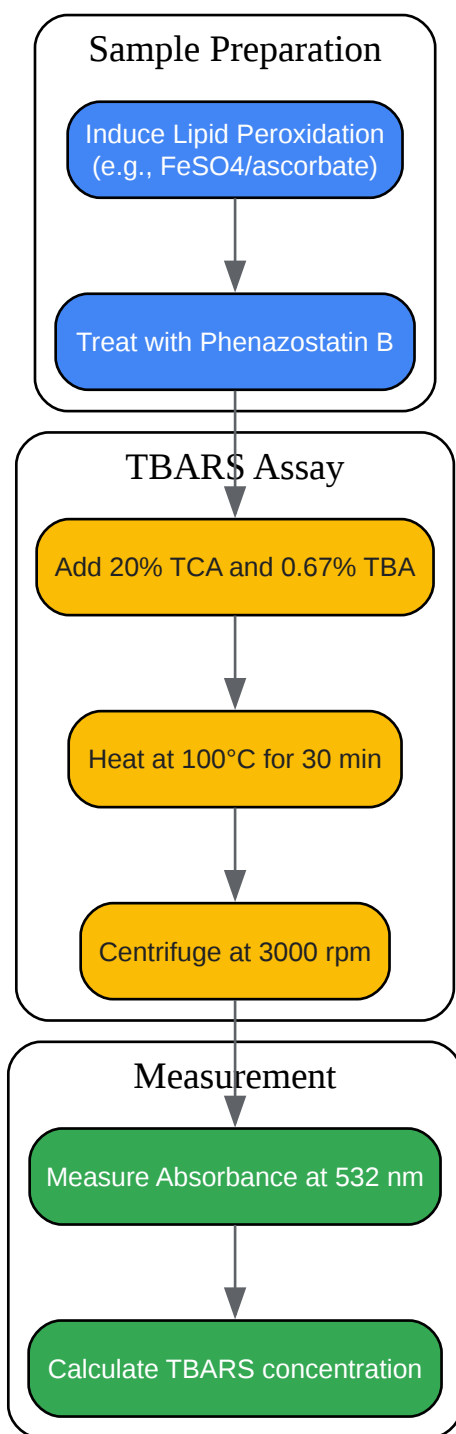 Sample Preparation
Induce Lipid Peroxidation
(e.g., FeSO4/ascorbate)
Treat with Phenazostatin B
TBARS Assay
Add 20% TCA and 0.67% TBA
Heat at 100°C for 30 min
Centrifuge at 3000 rpm
Measurement
Measure Absorbance at 532 nm
Calculate TBARS concentration